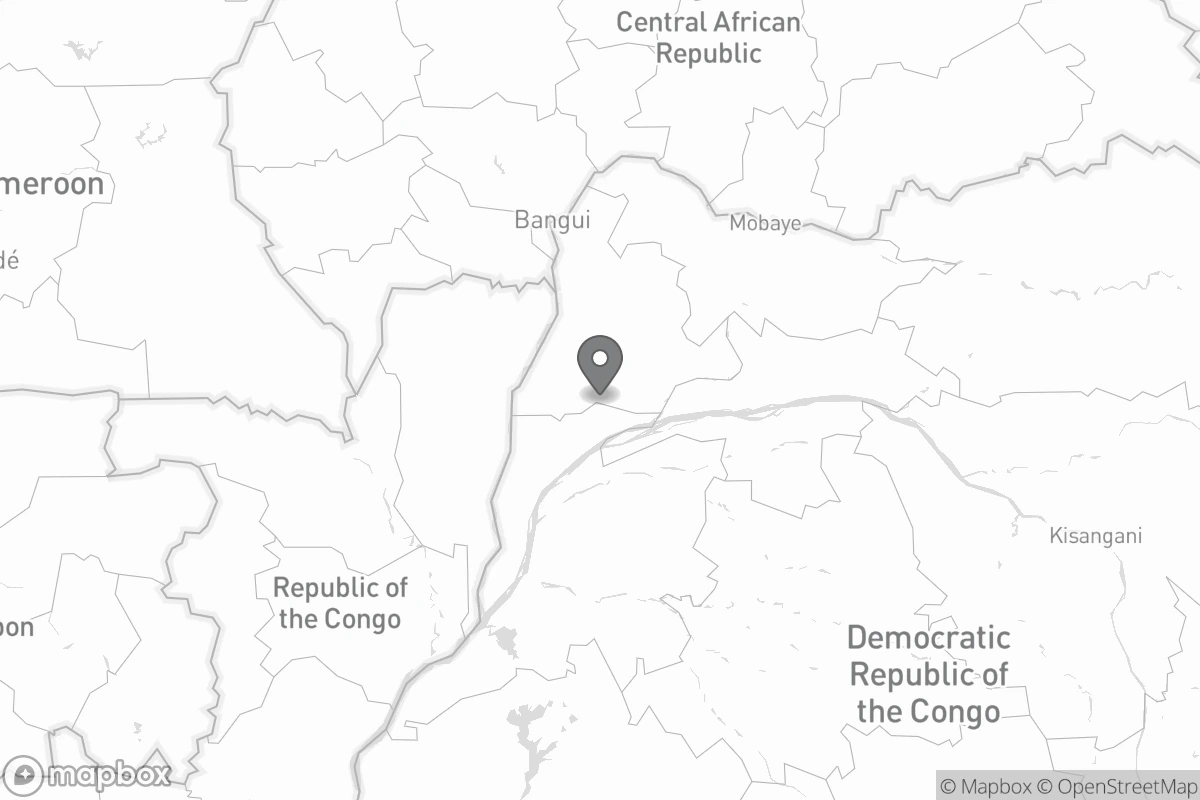 Central African
Republic
meroon
Bangui
Mobaye
dé
Kisangani
Republic of
the Congo
bon
Democratic
Republic of
the Congo
mapbox
© Mapbox © OpenStreetMap